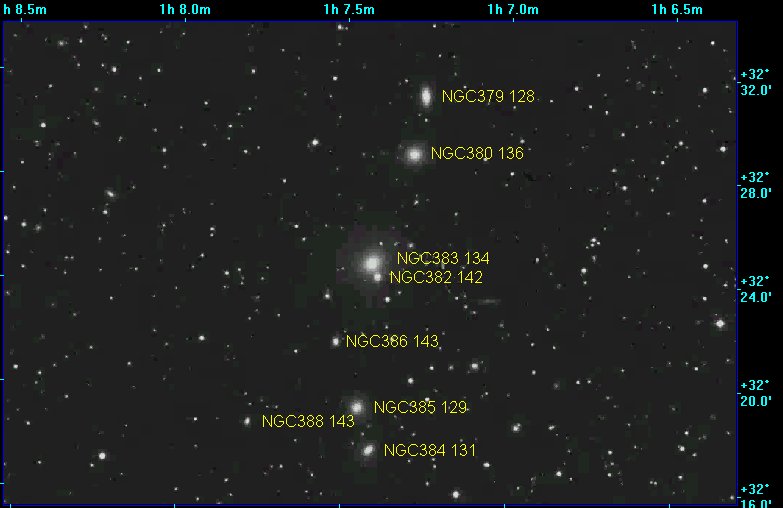 h 8.5m 1h 8.0m 1h 7.5m 1h 7.0m 1h 6.5m
+32°
32.0'
NGC379 128
NGC380 136
+32°
28.0'
NGC383 134
NGC382 142
+32°
24.0'
NGC386 143
+32°
20.0'
NGC385 129
NGC388 143
NGC384 131
+32°
16.0'